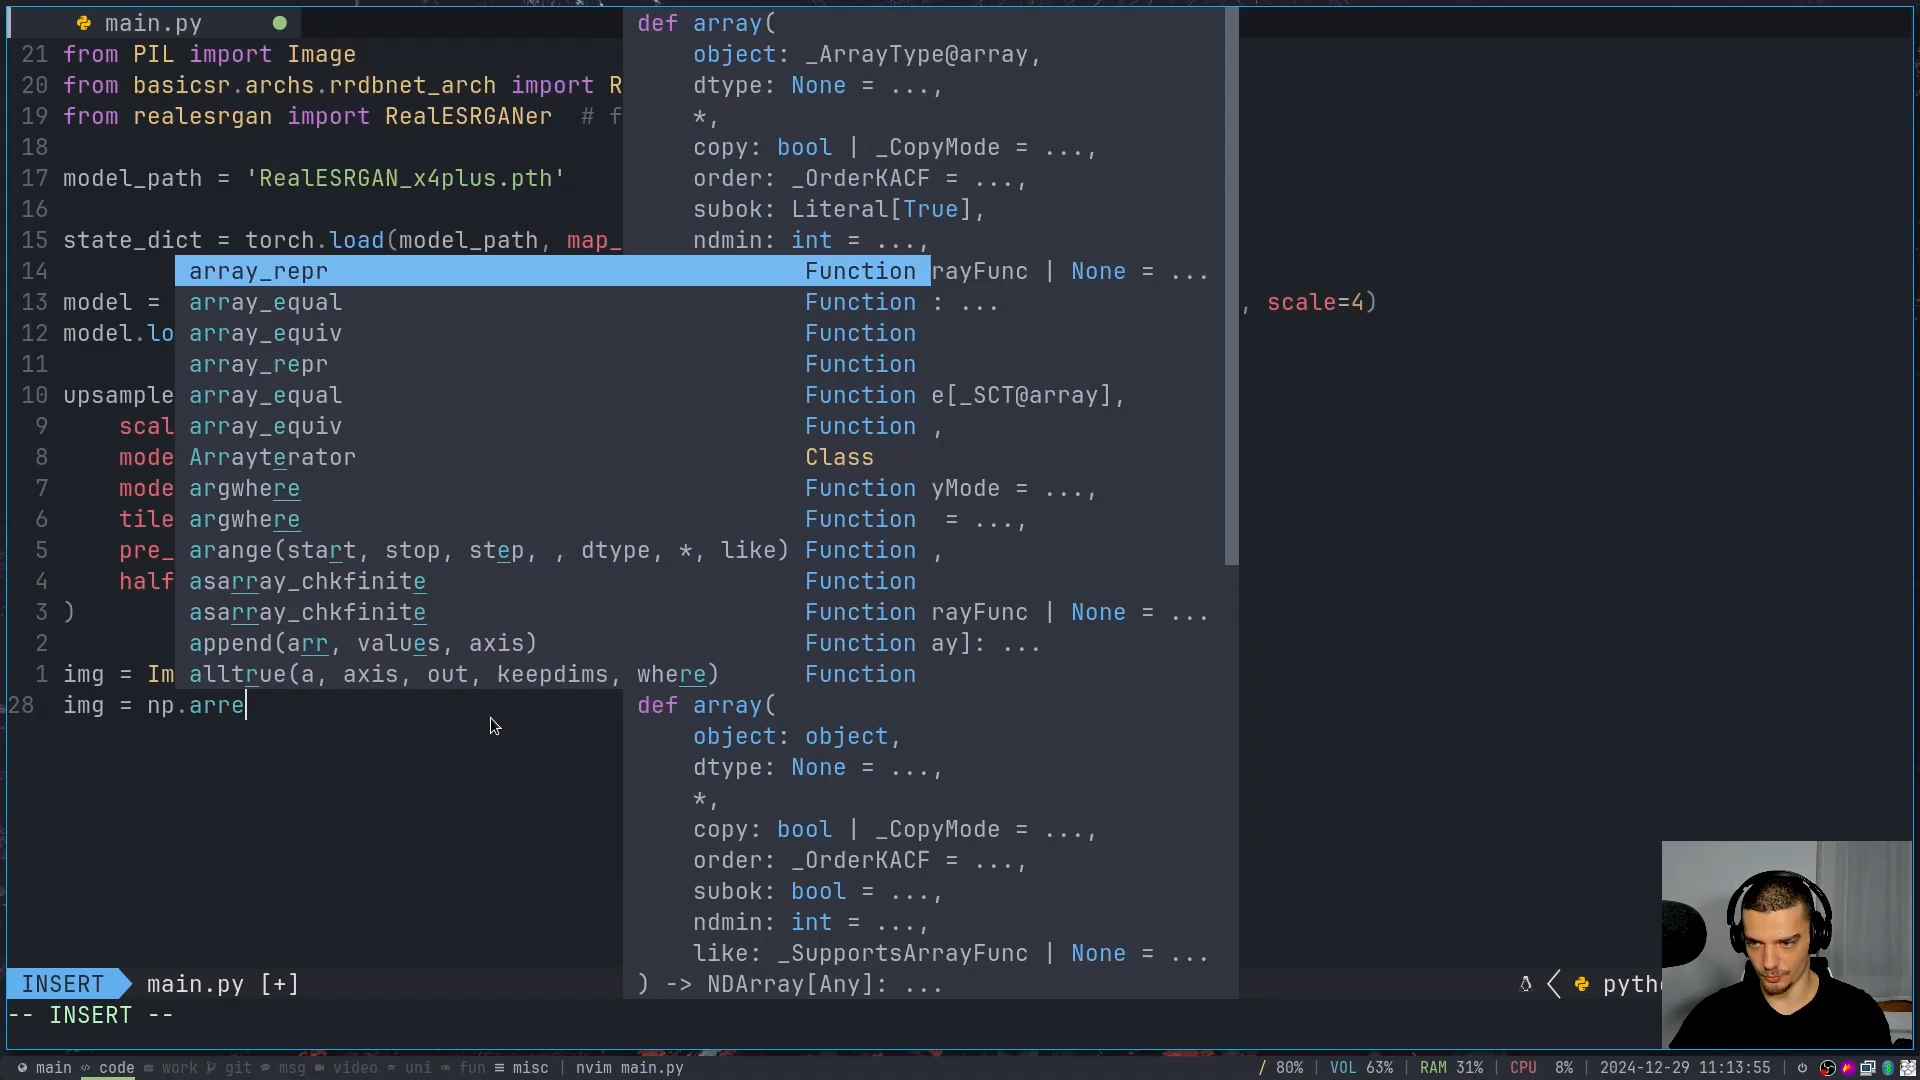 main.py
21 from PIL import Image
20 from basicsr.archs.rrdbnet_arch import R
19 from realesrgan import RealESRGANer # f
18
17 model_path = 'RealESRGAN_x4plus.pth'
16
15 state_dict = torch.load(model_path, map_
14
13 model =
, scale=4)
12 model.lo
11
10 upsample
9 scal
8 mode
7 mode
6 tile
5 pre_
4 half
3 )
2
1 img = Im
28 img = np.arre
array_repr Function
array_equal Function
array_equiv Function
array_repr Function
array_equal Function
array_equiv Function
Arrayterator Class
argwhere Function
argwhere Function
arange(start, stop, step, , dtype, *, like) Function
asarray_chkfinite Function
asarray_chkfinite Function
append(arr, values, axis) Function
alltrue(a, axis, out, keepdims, where) Function
def array(
object: _ArrayType@array,
dtype: None = ...,
*,
copy: bool | _CopyMode = ...,
order: _OrderKACF = ...,
subok: Literal[True],
ndmin: int = ...,
rayFunc | None = ...
: ...
e[_SCT@array],
,
yMode = ...,
= ...,
,
rayFunc | None = ...
ay]: ...
def array(
object: object,
dtype: None = ...,
*,
copy: bool | _CopyMode = ...,
order: _OrderKACF = ...,
subok: bool = ...,
ndmin: int = ...,
like: _SupportsArrayFunc | None = ...
) -> NDArray[Any]: ...
INSERT main.py [+]
pyth
-- INSERT --
main code work git msg video uni fun misc | nvim main.py
/ 80% | VOL 63% | RAM 31% | CPU 8% | 2024-12-29 11:13:55 |